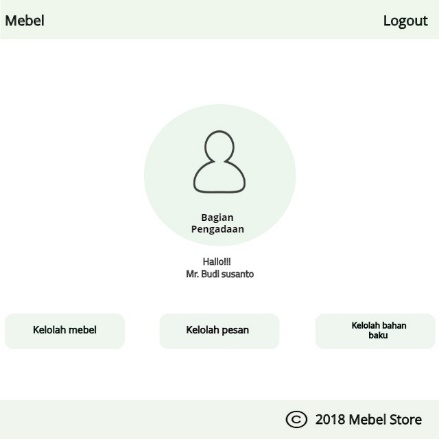 Mebel
Logout
Bagian
Pengadaan
Hallo!!!
Mr. Budi susanto
Kelolah mebel
Kelolah pesan
Kelolah bahan
baku
© 2018 Mebel Store